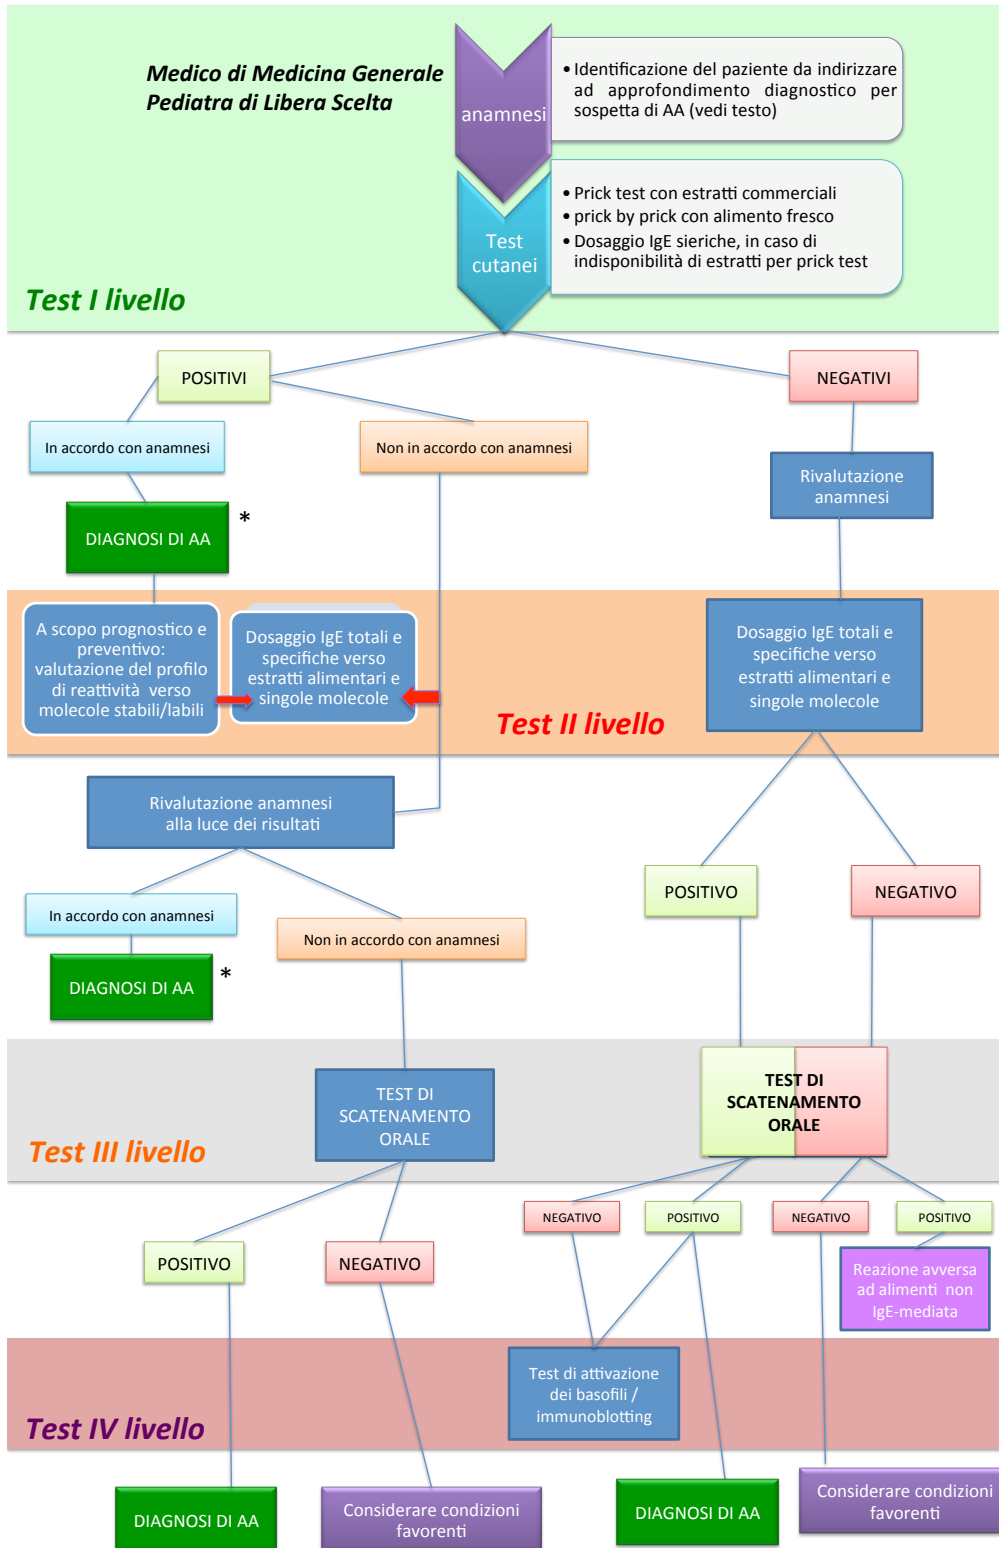 Medico di Medicina Generale
Pediatra di Libera Scelta
anamnesi
• Identificazione del paziente da indirizzare
ad approfondimento diagnostico per
sospetta di AA (vedi testo)
Test
cutanei
• Prick test con estratti commerciali
• prick by prick con alimento fresco
• Dosaggio IgE sieriche, in caso di
indisponibilità di estratti per prick test
Test I livello
POSITIVI
NEGATIVI
In accordo con anamnesi
Non in accordo con anamnesi
Rivalutazione
anamnesi
DIAGNOSI DI AA
*
A scopo prognostico e
preventivo:
valutazione del profilo
di reattività verso
molecole stabili/labili
Dosaggio IgE totali e
specifiche verso
estratti alimentari e
singole molecole
Dosaggio IgE totali e
specifiche verso
estratti alimentari e
singole molecole
Test II livello
Rivalutazione anamnesi
alla luce dei risultati
POSITIVO
NEGATIVO
In accordo con anamnesi
Non in accordo con anamnesi
DIAGNOSI DI AA
*
TEST DI
SCATENAMENTO
ORALE
TEST DI
SCATENAMENTO
ORALE
Test III livello
NEGATIVO
POSITIVO
NEGATIVO
POSITIVO
POSITIVO
NEGATIVO
Reazione avversa
ad alimenti non
IgE-mediata
Test di attivazione
dei basofili /
immunoblotting
Test IV livello
DIAGNOSI DI AA
Considerare condizioni
favorenti
DIAGNOSI DI AA
Considerare condizioni
favorenti